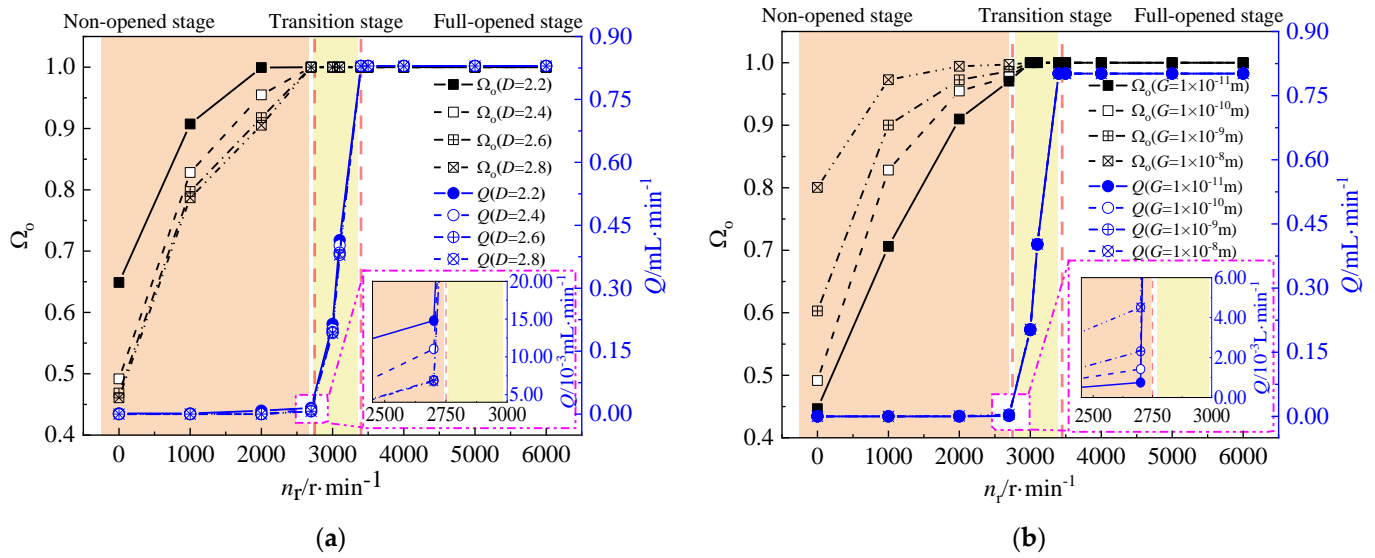 Non-opened stage Transition stage Full-opened stage
1.0
0.9
0.8
0.7
0.6
0.5
0.4
Ωo
0.90
0.75
0.60
0.45
0.30
0.15
0.00
Q/mL·min⁻¹
Ωo(D=2.2)
Ωo(D=2.4)
Ωo(D=2.6)
Ωo(D=2.8)
Q(D=2.2)
Q(D=2.4)
Q(D=2.6)
Q(D=2.8)
20.00
15.00
10.00
5.00
Q/10⁻³mL·min⁻¹
2500 2750 3000
0 1000 2000 3000 4000 5000 6000
nr/r·min⁻¹
(a)
Non-opened stage Transition stage Full-opened stage
1.0
0.9
0.8
0.7
0.6
0.5
0.4
Ωo
0.90
0.75
0.60
0.45
0.30
0.15
0.00
Q/mL·min⁻¹
Ωo(G=1×10⁻¹¹m)
Ωo(G=1×10⁻¹⁰m)
Ωo(G=1×10⁻⁹m)
Ωo(G=1×10⁻⁸m)
Q(G=1×10⁻¹¹m)
Q(G=1×10⁻¹⁰m)
Q(G=1×10⁻⁹m)
Q(G=1×10⁻⁸m)
6.00
4.00
2.00
0.00
Q/10⁻³L·min⁻¹
2500 2750 3000
0 1000 2000 3000 4000 5000 6000
nr/r·min⁻¹
(b)